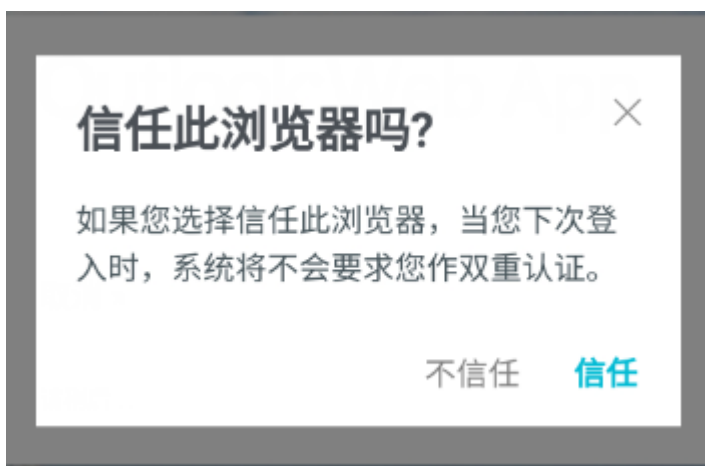 信任此浏览器吗?
如果您选择信任此浏览器，当您下次登
入时，系统将不会要求您作双重认证。
不信任 信任